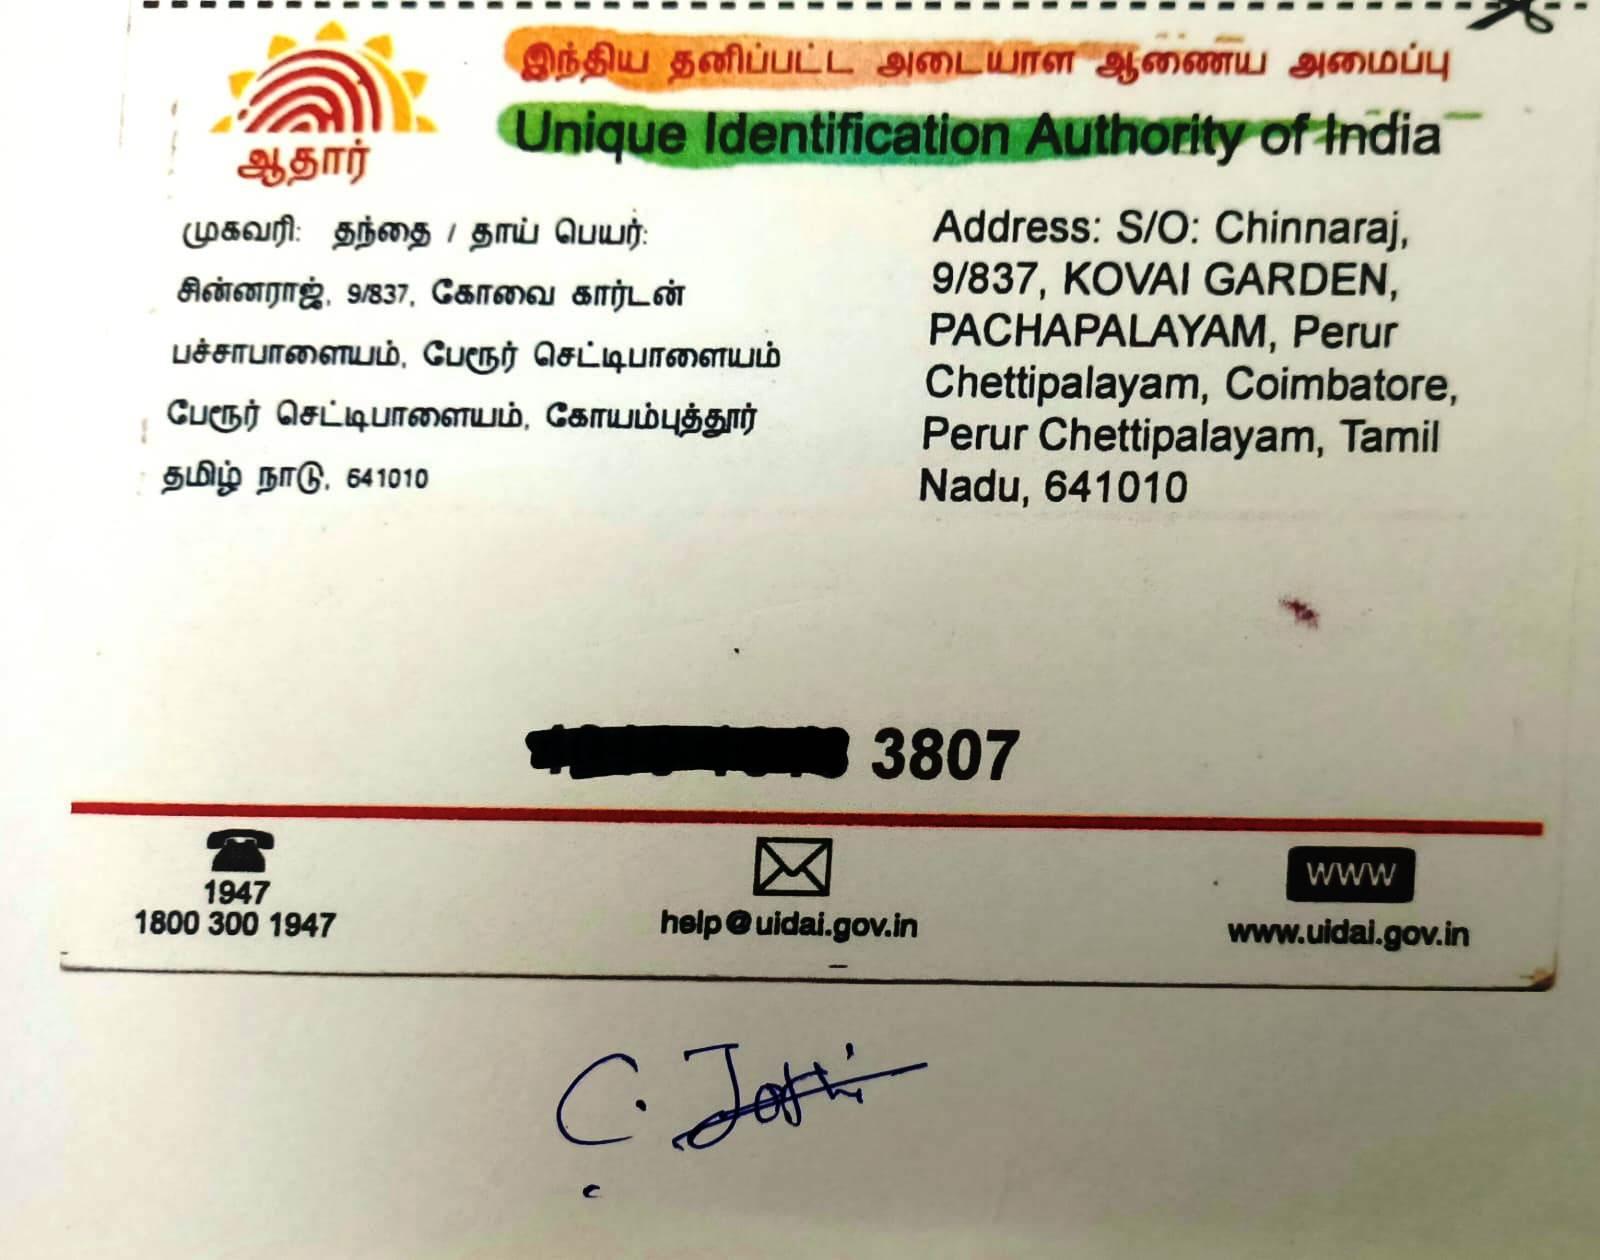 இந்திய தனிப்பட்ட அடையாள ஆணைய அமைப்பு
Unique Identification Authority of India
ஆதார்
முகவரி: தந்தை / தாய் பெயர்:
சின்னராஜ், 9/837, கோவை கார்டன்
பச்சாபாளையம், பேரூர் செட்டிபாளையம்
பேரூர் செட்டிபாளையம், கோயம்புத்தூர்
தமிழ் நாடு, 641010
Address: S/O: Chinnaraj,
9/837, KOVAI GARDEN,
PACHAPALAYAM, Perur
Chettipalayam, Coimbatore,
Perur Chettipalayam, Tamil
Nadu, 641010
3807
1947
1800 300 1947
help@uidai.gov.in
WWW
www.uidai.gov.in
C. Jothi